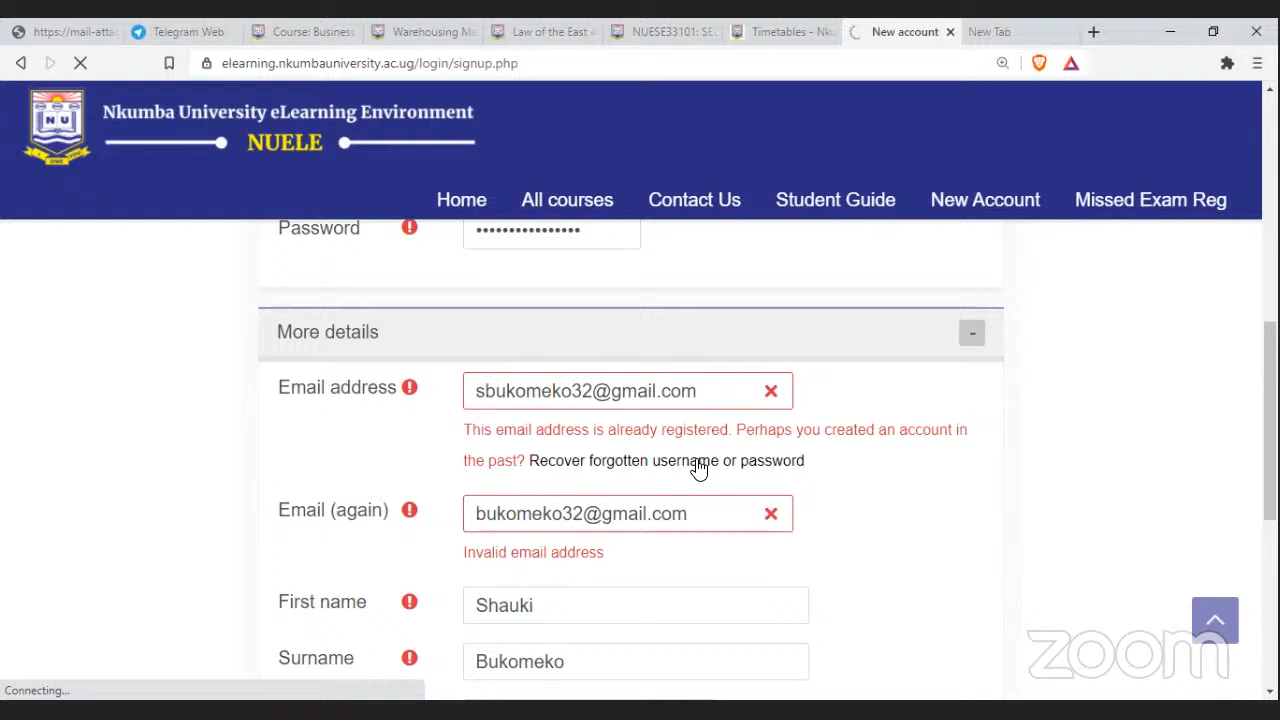 https://mail-atta
Telegram Web
Course: Business
Warehousing Me
Law of the East A
NUESE33101: SE
Timetables - Nku
New account
New Tab
elearning.nkumbauniversity.ac.ug/login/signup.php
NU
Nkumba University eLearning Environment
NUELE
Home
All courses
Contact Us
Student Guide
New Account
Missed Exam Reg
Password
More details
-
Email address
sbukomeko32@gmail.com
This email address is already registered. Perhaps you created an account in
the past? Recover forgotten username or password
Email (again)
bukomeko32@gmail.com
Invalid email address
First name
Shauki
Surname
Bukomeko
zoom
Connecting...